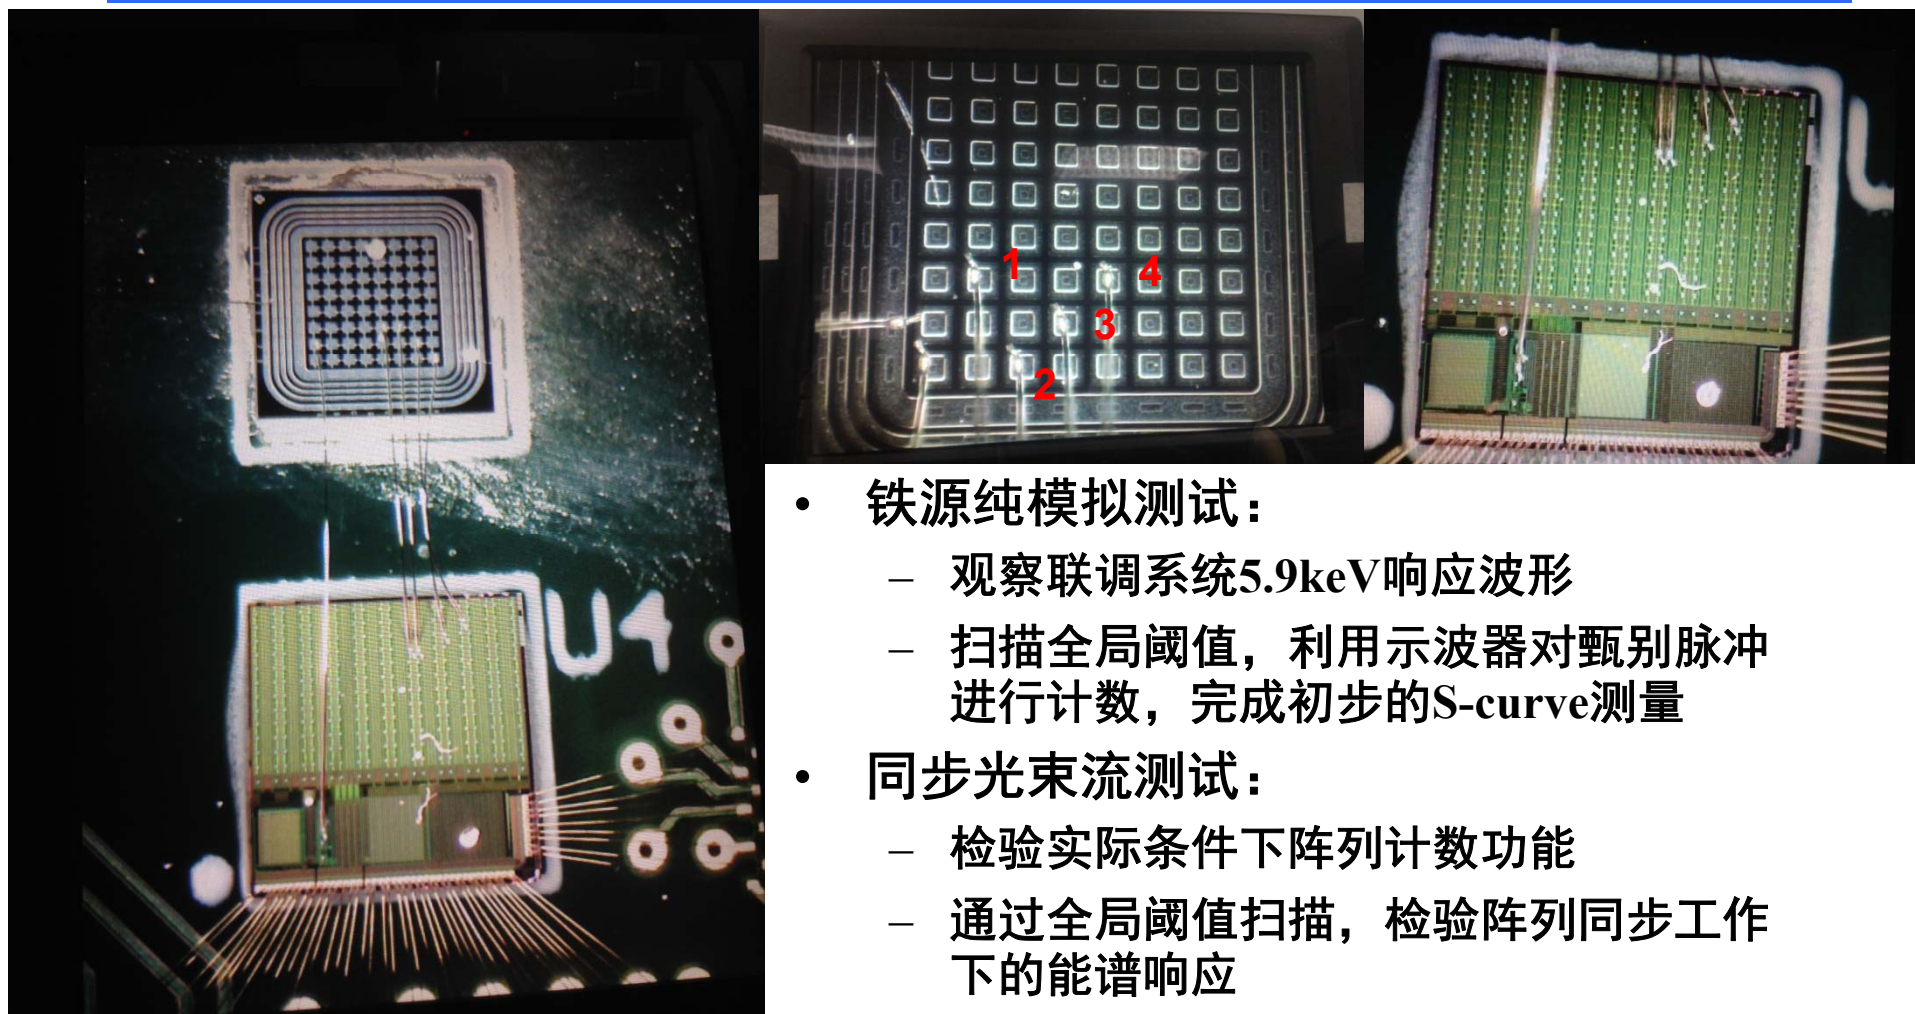 1
4
3
2
U4
• 铁源纯模拟测试：
– 观察联调系统5.9keV响应波形
– 扫描全局阈值，利用示波器对甄别脉冲
进行计数，完成初步的S-curve测量
• 同步光束流测试：
– 检验实际条件下阵列计数功能
– 通过全局阈值扫描，检验阵列同步工作
下的能谱响应